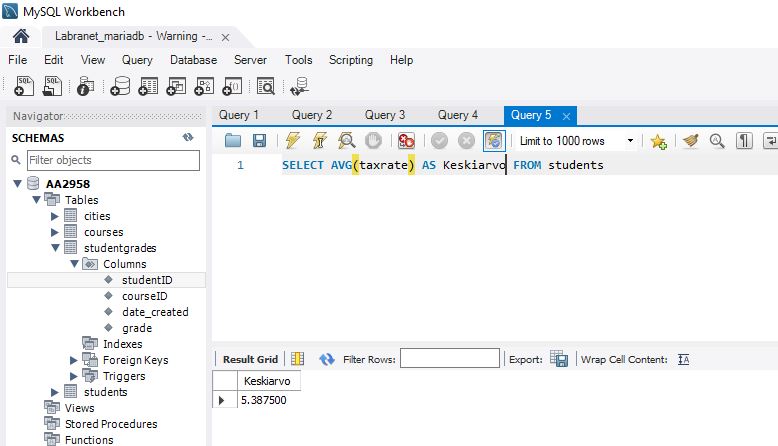 MySQL Workbench
Labranet_mariadb - Warning -...
File Edit View Query Database Server Tools Scripting Help
SQL SQL
Navigator
Query 1 Query 2 Query 3 Query 4 Query 5
SCHEMAS
Limit to 1000 rows
Filter objects
1 SELECT AVG(taxrate) AS Keskiarvo FROM students
AA2958
Tables
cities
courses
studentgrades
Columns
studentID
courseID
date_created
grade
Indexes
Foreign Keys
Triggers
students
Views
Stored Procedures
Functions
Result Grid Filter Rows: Export: Wrap Cell Content: IA
Keskiarvo
5.387500